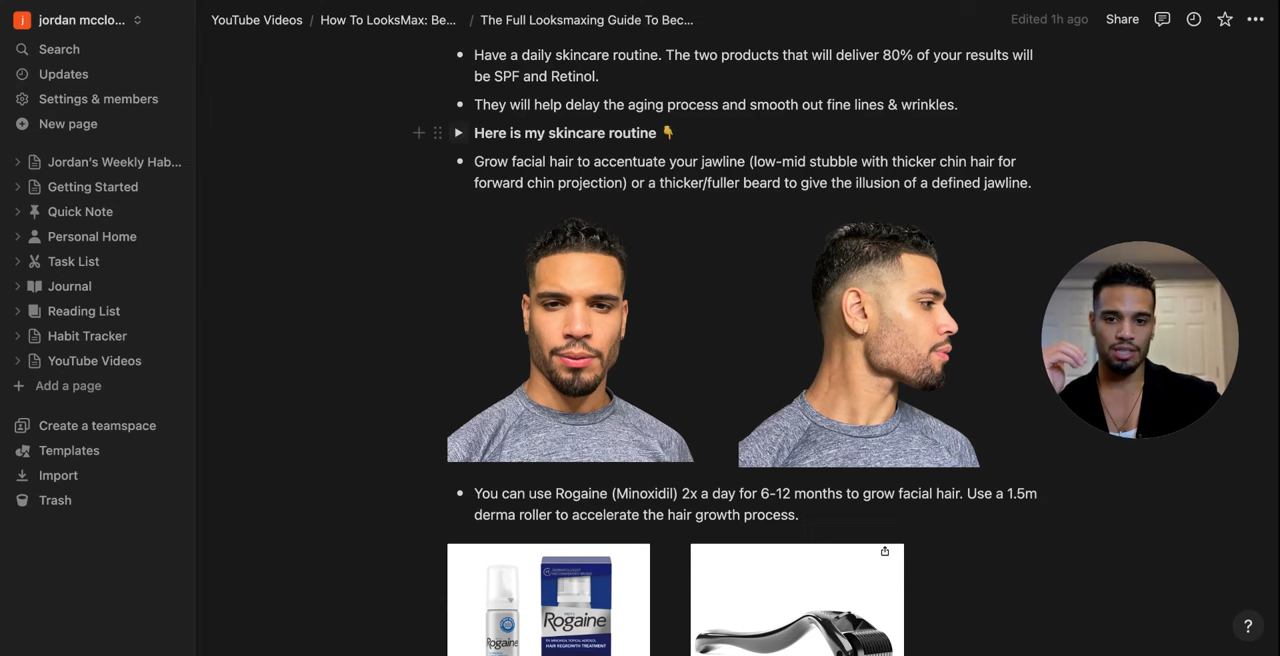 jordan mcclo...
Search
Updates
Settings & members
New page
Jordan's Weekly Hab...
Getting Started
Quick Note
Personal Home
Task List
Journal
Reading List
Habit Tracker
YouTube Videos
Add a page
Create a teamspace
Templates
Import
Trash
YouTube Videos / How To LooksMax: Be... / The Full Looksmaxing Guide To Bec...
Edited 1h ago
Share
Have a daily skincare routine. The two products that will deliver 80% of your results will
be SPF and Retinol.
They will help delay the aging process and smooth out fine lines & wrinkles.
Here is my skincare routine 👇
Grow facial hair to accentuate your jawline (low-mid stubble with thicker chin hair for
forward chin projection) or a thicker/fuller beard to give the illusion of a defined jawline.
You can use Rogaine (Minoxidil) 2x a day for 6-12 months to grow facial hair. Use a 1.5m
derma roller to accelerate the hair growth process.
Rogaine
Rogaine
HAIR REGROWTH TREATMENT
?